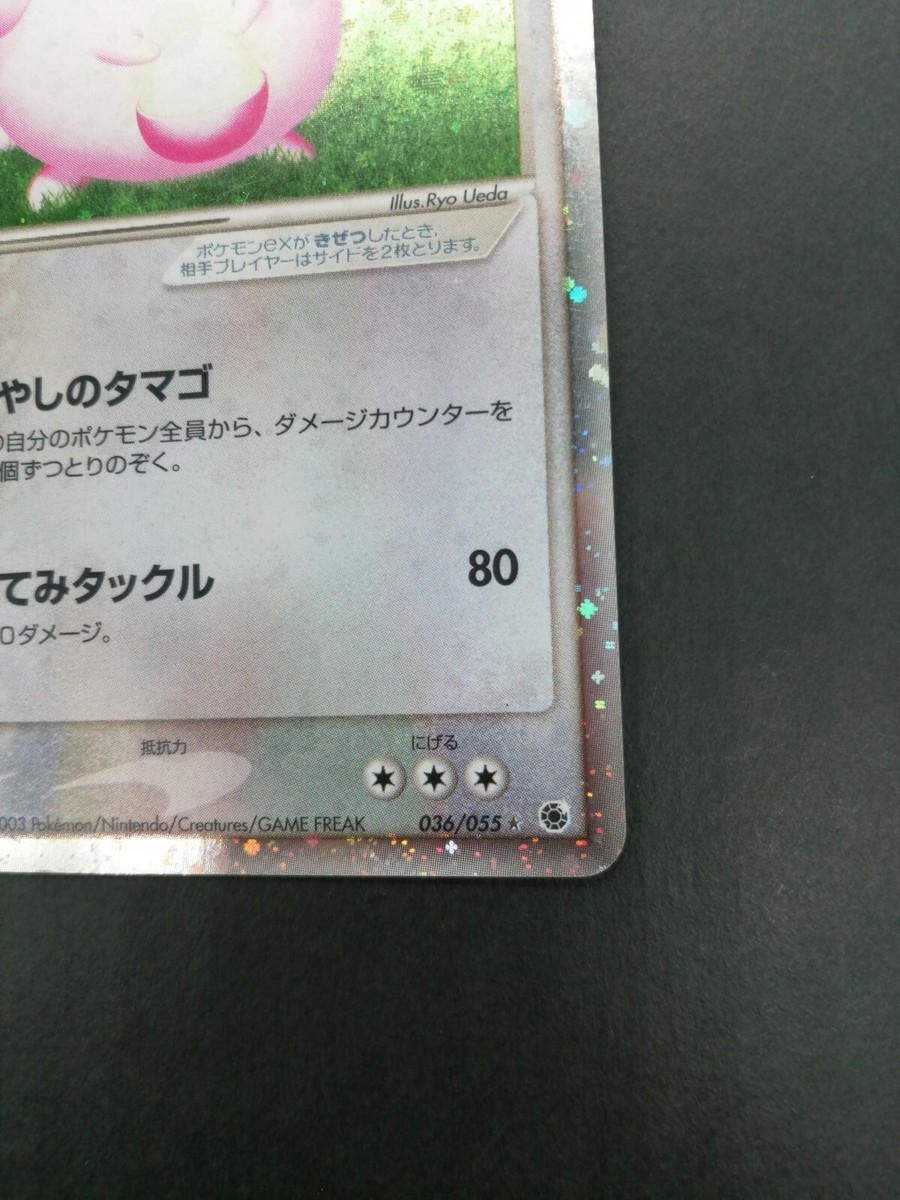 Illus.Ryo Ueda
ポケモンexが きぜつしたとき、
相手プレイヤーはサイドを2枚とります。
やしのタマゴ
の自分のポケモン全員から、ダメージカウンターを
個ずつとりのぞく。
てみタックル 80
0ダメージ。
抵抗力 にげる
003 Pokémon/Nintendo/Creatures/GAME FREAK 036/055 ★